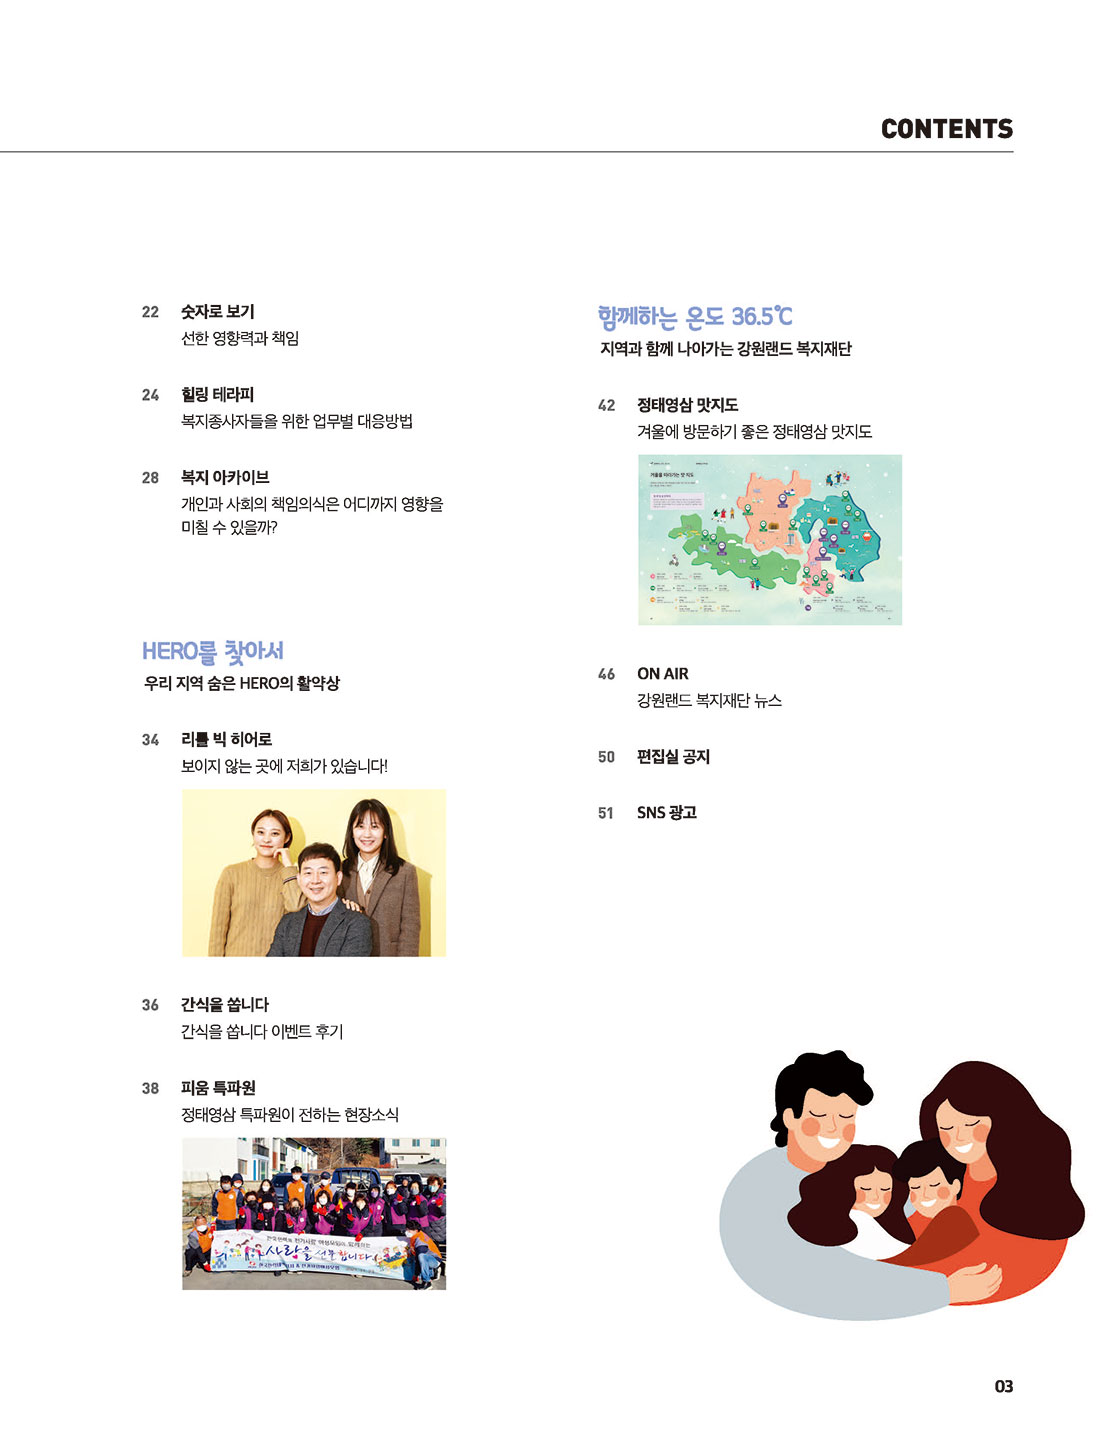 CONTENTS
22 숫자로 보기
선한 영향력과 책임
24 힐링 테라피
복지종사자들을 위한 업무별 대응방법
28 복지 아카이브
개인과 사회의 책임의식은 어디까지 영향을
미칠 수 있을까?
HERO를 찾아서
우리 지역 숨은 HERO의 활약상
34 리틀 빅 히어로
보이지 않는 곳에 저희가 있습니다!
36 간식을 쏩니다
간식을 쏩니다 이벤트 후기
38 피움 특파원
정태영삼 특파원이 전하는 현장소식
사랑을 선물합니다
함께하는 온도 36.5℃
지역과 함께 나아가는 강원랜드 복지재단
42 정태영삼 맛지도
겨울에 방문하기 좋은 정태영삼 맛지도
겨울을 따라가는 맛 지도
46 ON AIR
강원랜드 복지재단 뉴스
50 편집실 공지
51 SNS 광고
03